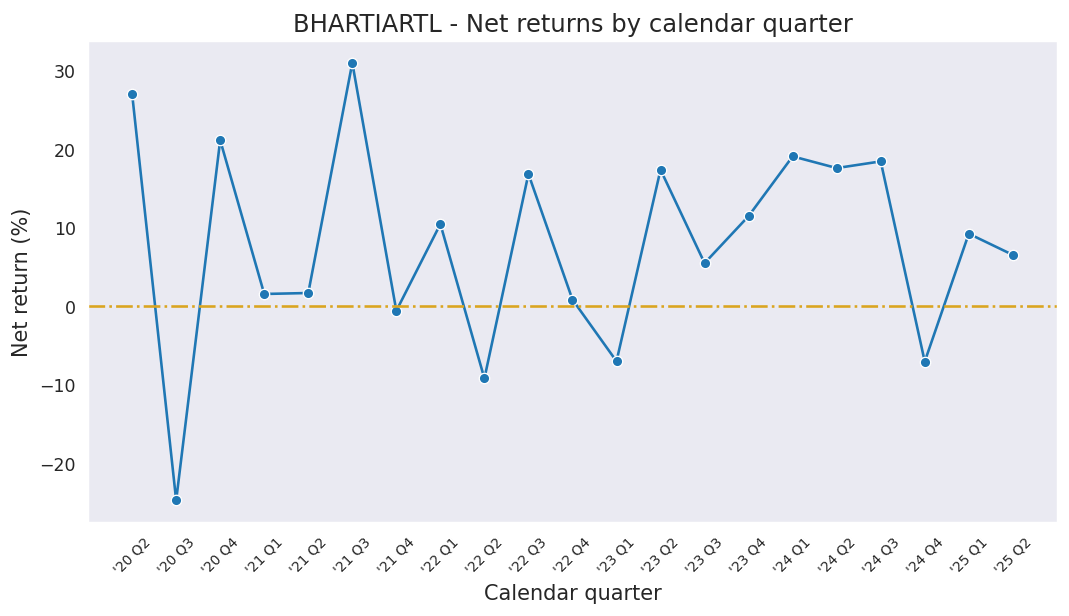 BHARTIARTL - Net returns by calendar quarter
Net return (%)
30
20
10
0
−10
−20
'20 Q2
'20 Q3
'20 Q4
'21 Q1
'21 Q2
'21 Q3
'21 Q4
'22 Q1
'22 Q2
'22 Q3
'22 Q4
'23 Q1
'23 Q2
'23 Q3
'23 Q4
'24 Q1
'24 Q2
'24 Q3
'24 Q4
'25 Q1
'25 Q2
Calendar quarter